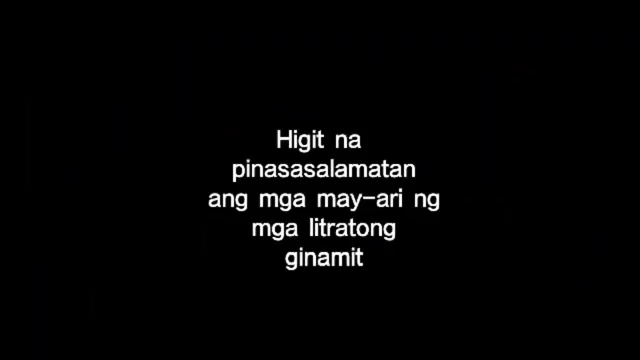 Higit na
pinasasalamatan
ang mga may-ari ng
mga litratong
ginamit